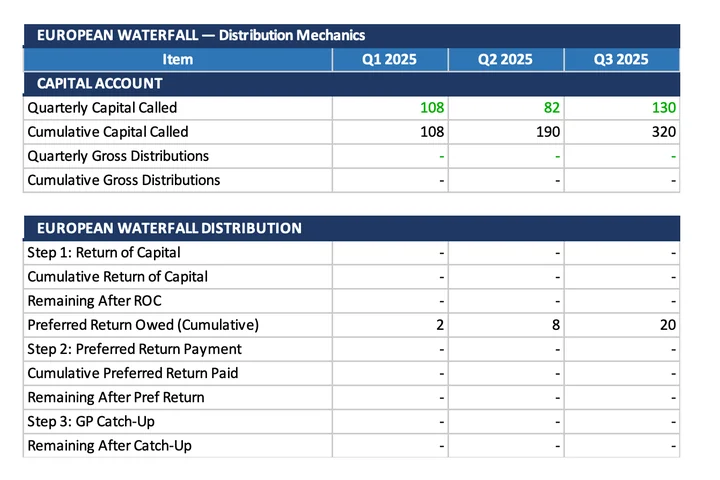 EUROPEAN WATERFALL — Distribution Mechanics
Item Q1 2025 Q2 2025 Q3 2025
CAPITAL ACCOUNT
Quarterly Capital Called 108 82 130
Cumulative Capital Called 108 190 320
Quarterly Gross Distributions - - -
Cumulative Gross Distributions - - -
EUROPEAN WATERFALL DISTRIBUTION
Step 1: Return of Capital - - -
Cumulative Return of Capital - - -
Remaining After ROC - - -
Preferred Return Owed (Cumulative) 2 8 20
Step 2: Preferred Return Payment - - -
Cumulative Preferred Return Paid - - -
Remaining After Pref Return - - -
Step 3: GP Catch-Up - - -
Remaining After Catch-Up - - -